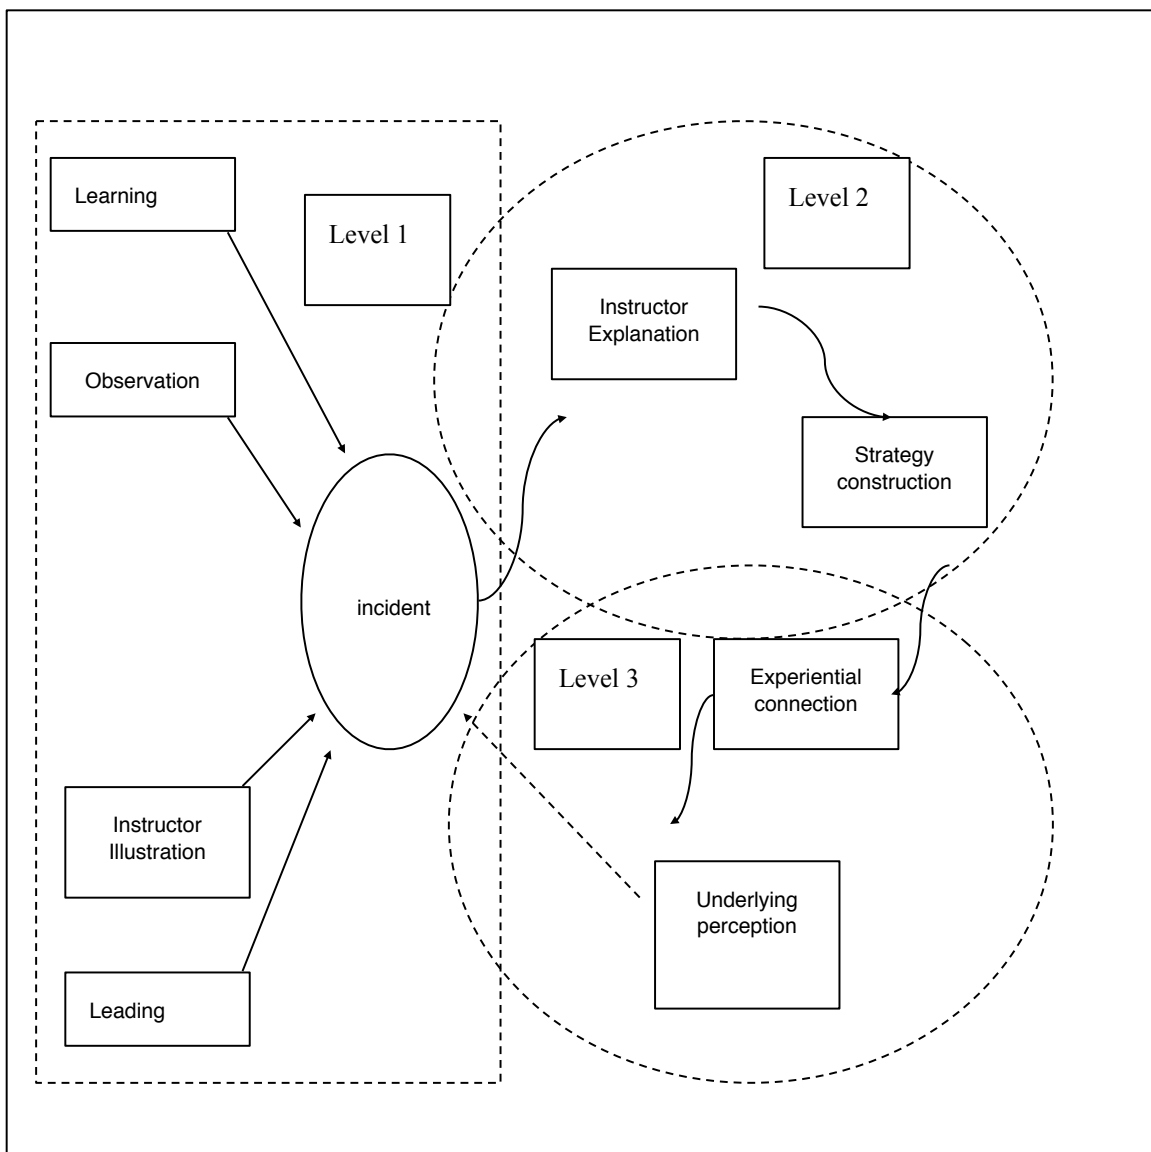 Learning
Level 1
Level 2
Observation
Instructor
Explanation
Strategy
construction
incident
Level 3
Experiential
connection
Instructor
Illustration
Underlying
perception
Leading